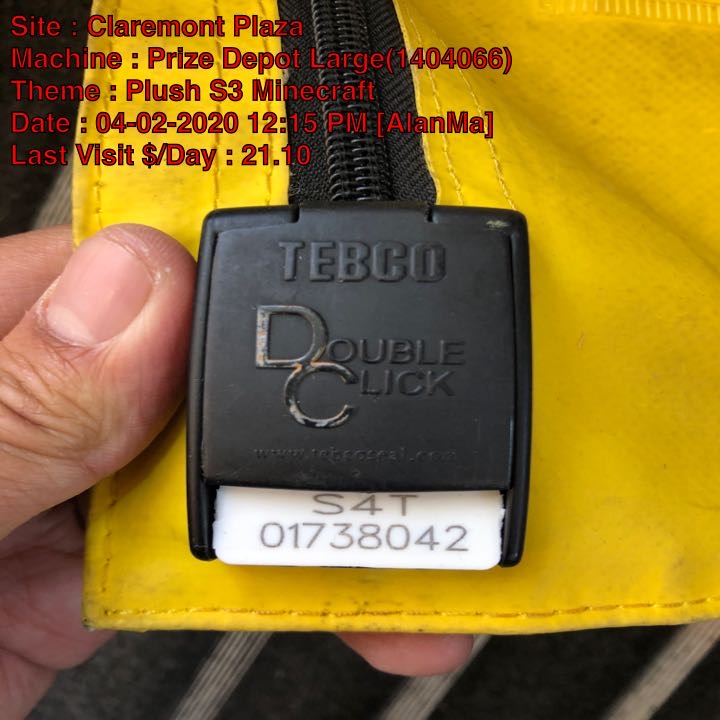 Site : Claremont Plaza
Machine : Prize Depot Large(1404066)
Theme : Plush S3 Minecraft
Date : 04-02-2020 12:15 PM [AlanMa]
Last Visit $/Day : 21.10
TEBCO
DOUBLE
CLICK
www.tebcoseal.com
S4T
01738042